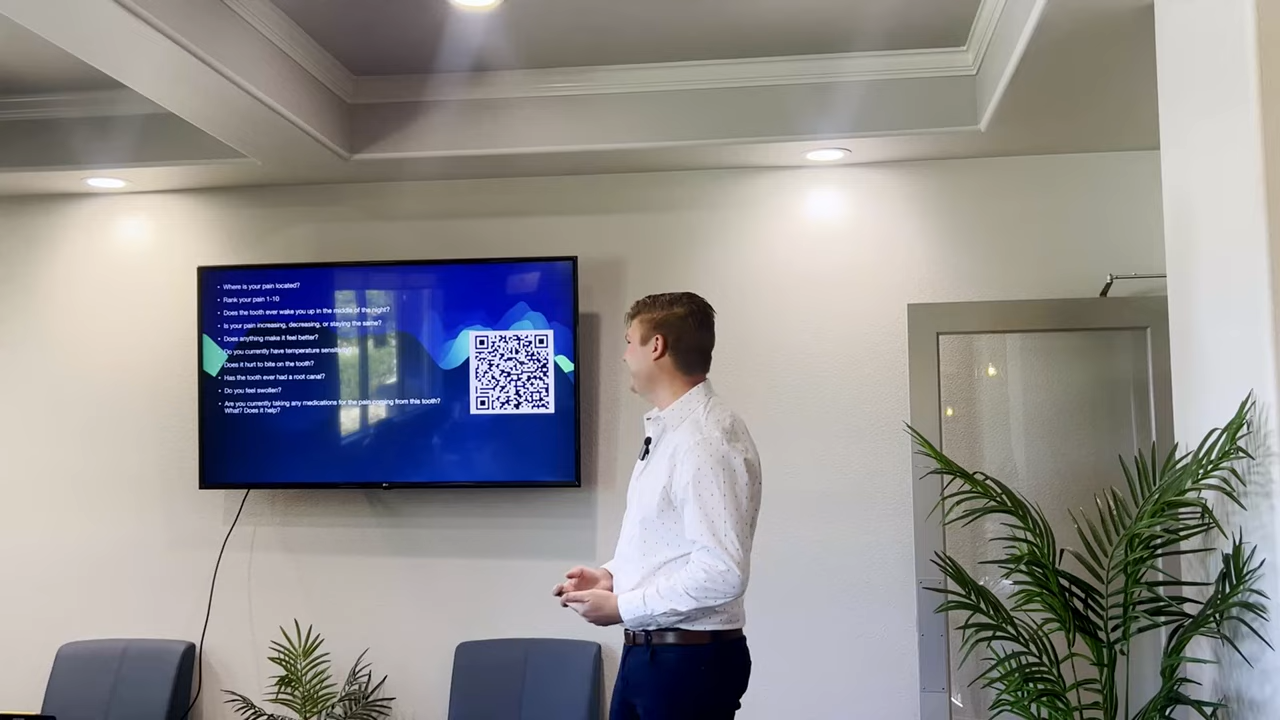 • Where is your pain located?
• Rank your pain 1-10
• Does the tooth ever wake you up in the middle of the night?
• Is your pain increasing, decreasing, or staying the same?
• Does anything make it feel better?
• Do you currently have temperature sensitivity?
• Does it hurt to bite on the tooth?
• Has the tooth ever had a root canal?
• Do you feel swollen?
• Are you currently taking any medications for the pain coming from this tooth?
What? Does it help?